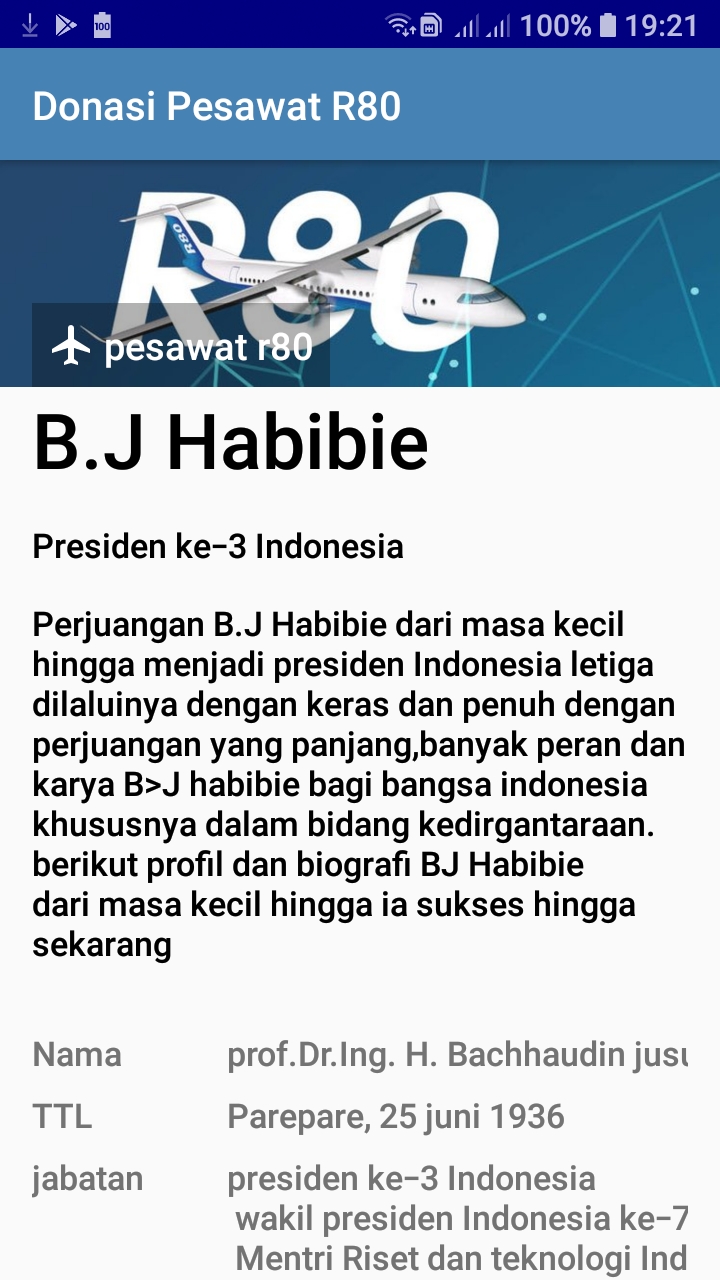 100
100% 19:21
Donasi Pesawat R80
R80
R80
pesawat r80
B.J Habibie
Presiden ke-3 Indonesia
Perjuangan B.J Habibie dari masa kecil
hingga menjadi presiden Indonesia letiga
dilaluinya dengan keras dan penuh dengan
perjuangan yang panjang,banyak peran dan
karya B>J habibie bagi bangsa indonesia
khususnya dalam bidang kedirgantaraan.
berikut profil dan biografi BJ Habibie
dari masa kecil hingga ia sukses hingga
sekarang
Nama prof.Dr.Ing. H. Bachhaudin
TTL Parepare, 25 juni 1936
jabatan presiden ke-3 Indonesia
wakil presiden Indonesia ke-7
Mentri Riset dan teknologi Ind